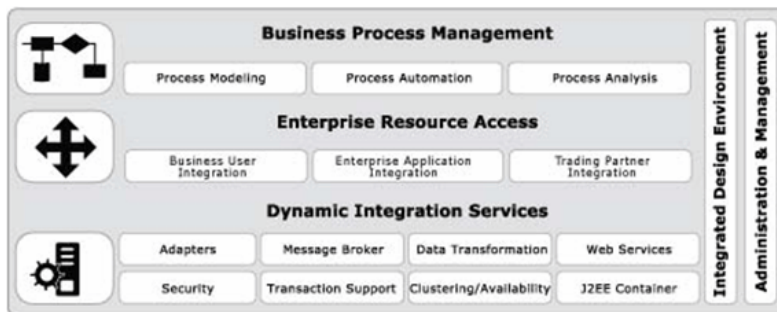 Business Process Management
Process Modeling
Process Automation
Process Analysis
Enterprise Resource Access
Business User
Integration
Enterprise Application
Integration
Trading Partner
Integration
Dynamic Integration Services
Adapters
Message Broker
Data Transformation
Web Services
Security
Transaction Support
Clustering/Availability
J2EE Container
Integrated Design Environment
Administration & Management